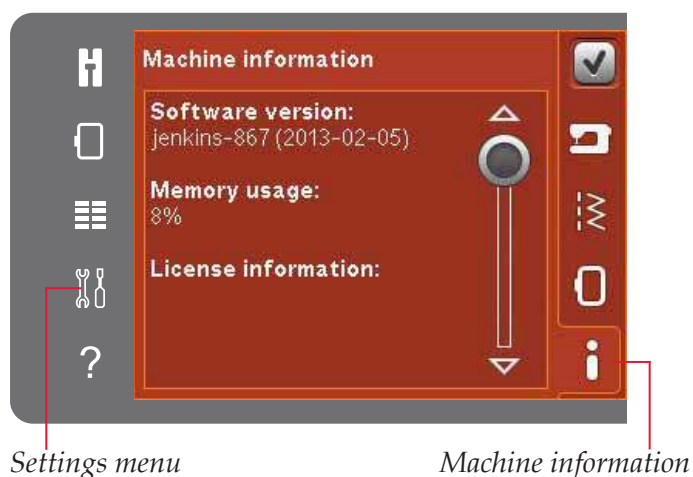 Machine information
Software version:
jenkins-867 (2013-02-05)
Memory usage:
8%
License information:
?
Settings menu
Machine information